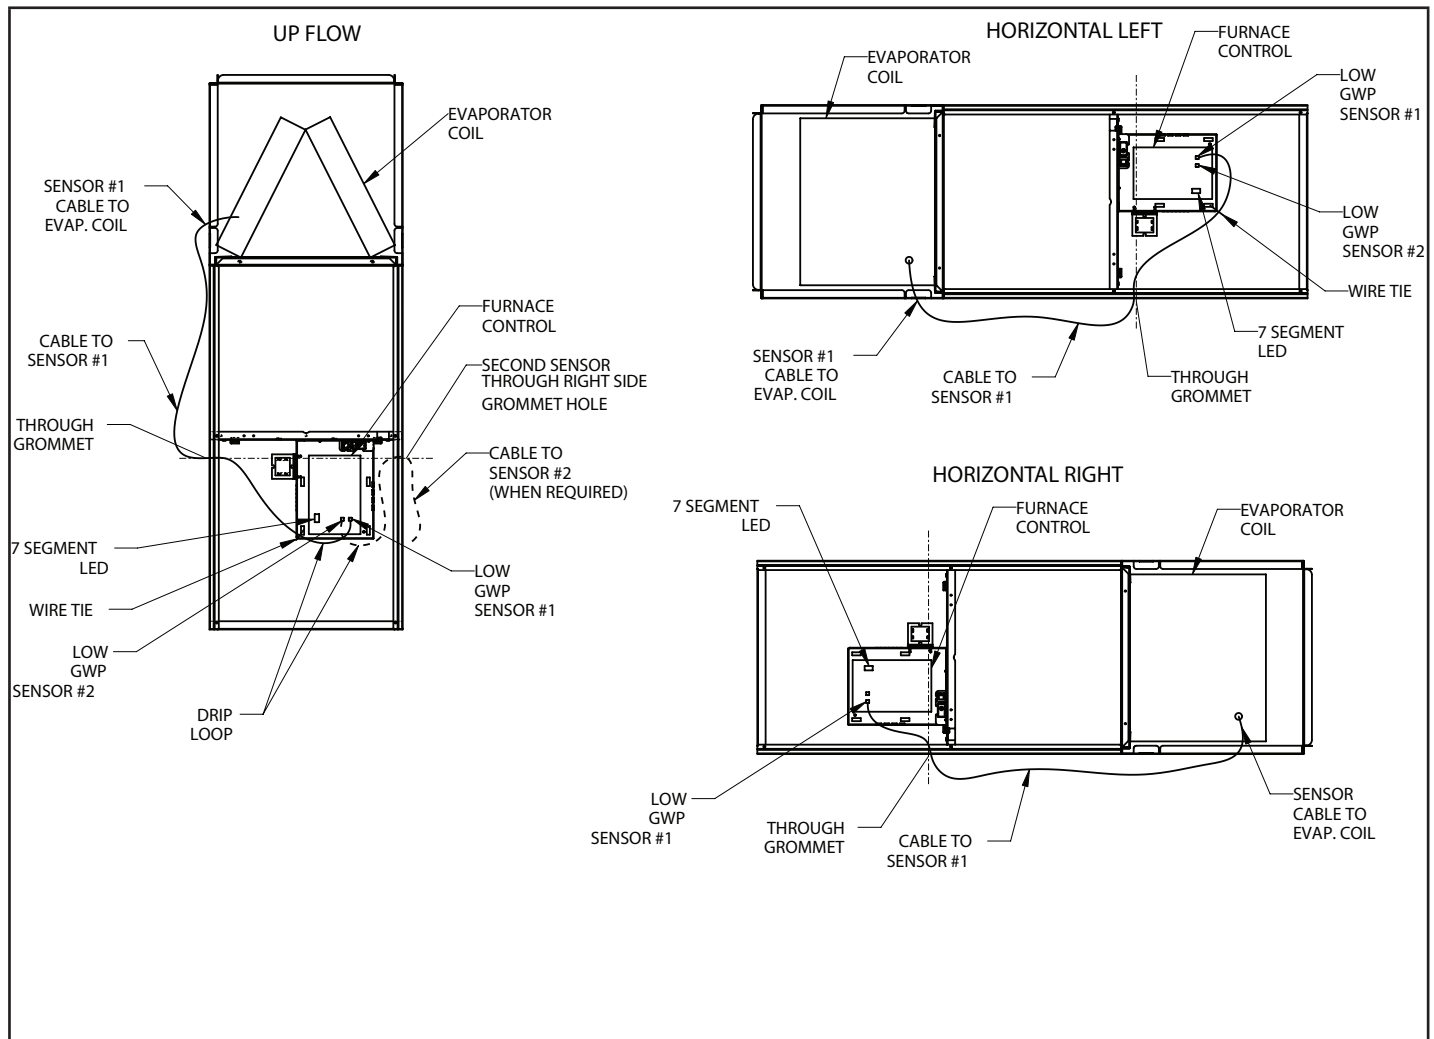 UP FLOW
EVAPORATOR
COIL
SENSOR #1
CABLE TO
EVAP. COIL
FURNACE
CONTROL
CABLE TO
SENSOR #1
SECOND SENSOR
THROUGH RIGHT SIDE
GROMMET HOLE
THROUGH
GROMMET
CABLE TO
SENSOR #2
(WHEN REQUIRED)
7 SEGMENT
LED
LOW
GWP
SENSOR #1
WIRE TIE
LOW
GWP
SENSOR #2
DRIP
LOOP
HORIZONTAL LEFT
FURNACE
CONTROL
EVAPORATOR
COIL
LOW
GWP
SENSOR #1
LOW
GWP
SENSOR #2
WIRE TIE
7 SEGMENT
LED
SENSOR #1
CABLE TO
EVAP. COIL
CABLE TO
SENSOR #1
THROUGH
GROMMET
HORIZONTAL RIGHT
7 SEGMENT
LED
FURNACE
CONTROL
EVAPORATOR
COIL
LOW
GWP
SENSOR #1
THROUGH
GROMMET
CABLE TO
SENSOR #1
SENSOR
CABLE TO
EVAP. COIL